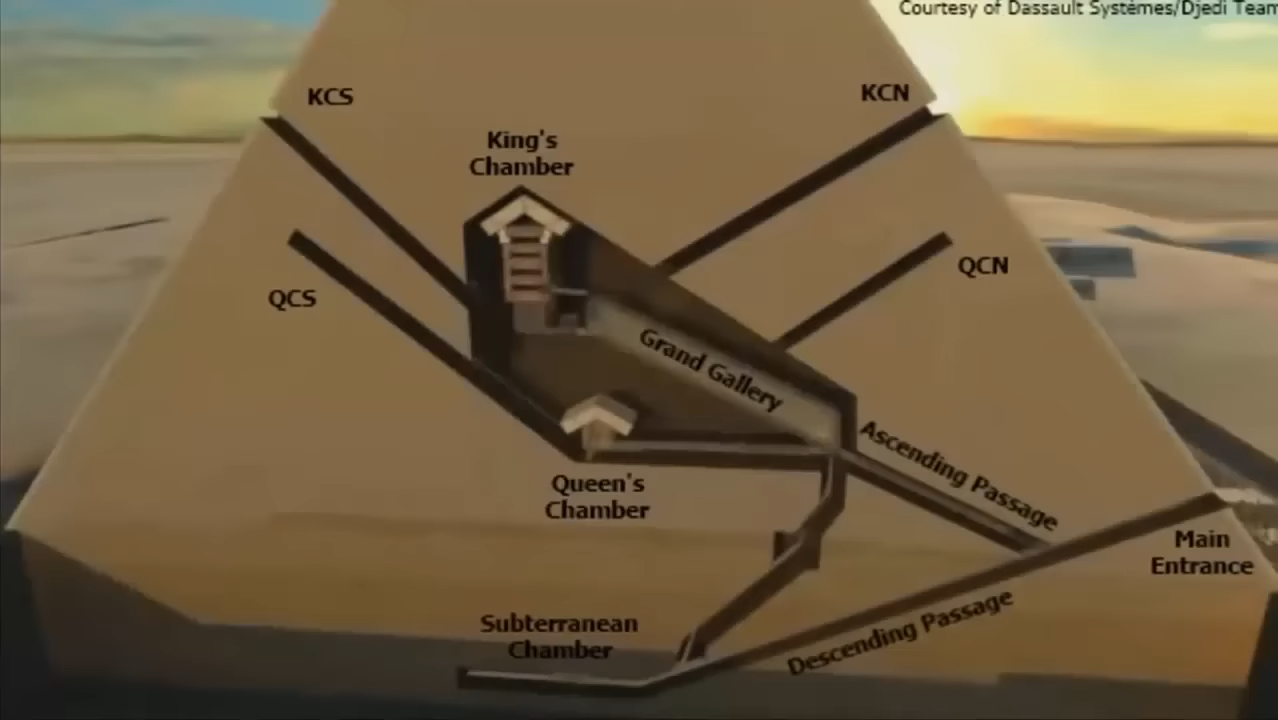 Courtesy of Dassault Systèmes/Djedi Team
KCS
KCN
King's
Chamber
QCS
QCN
Grand Gallery
Ascending Passage
Queen's
Chamber
Main
Entrance
Subterranean
Chamber
Descending Passage